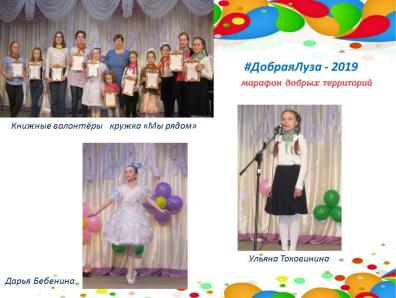 Книжные волонтёры кружка «Мы рядом»
#ДобраяЛуза - 2019
марафон добрых территорий
Ульяна Токовинина
Дарья Бебенина